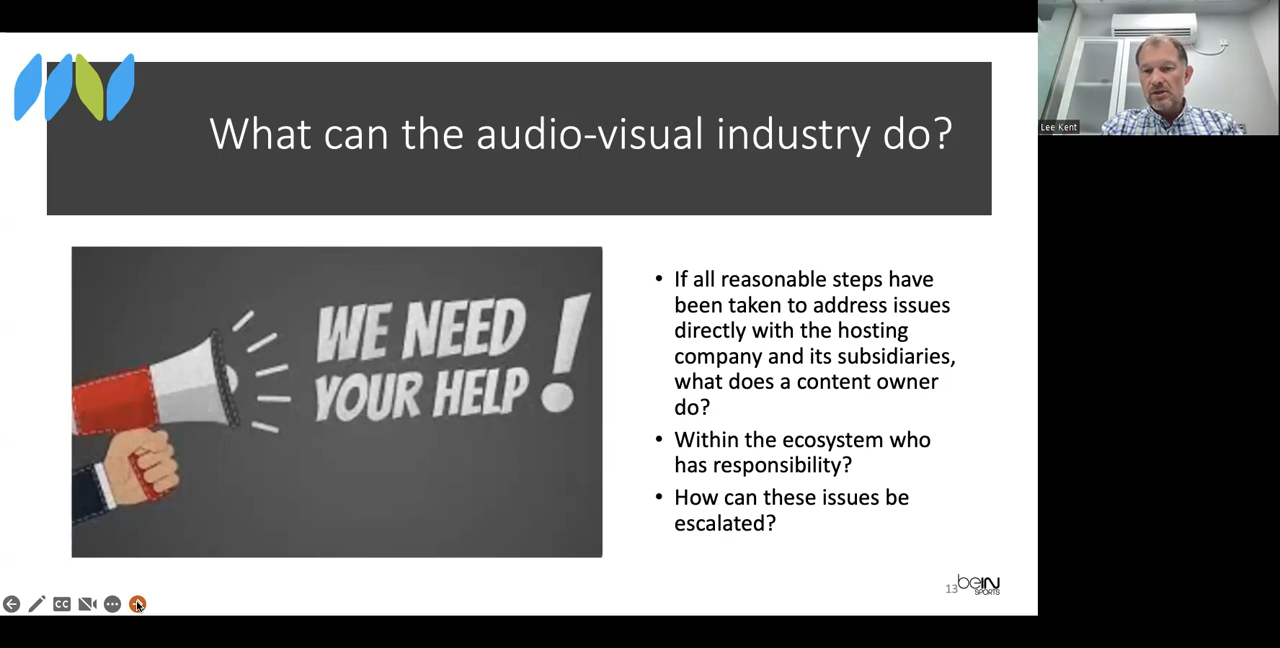 What can the audio-visual industry do?
Lee Kent
WE NEED
YOUR HELP!
• If all reasonable steps have
been taken to address issues
directly with the hosting
company and its subsidiaries,
what does a content owner
do?
• Within the ecosystem who
has responsibility?
• How can these issues be
escalated?
CC
13
beIN
SPORTS